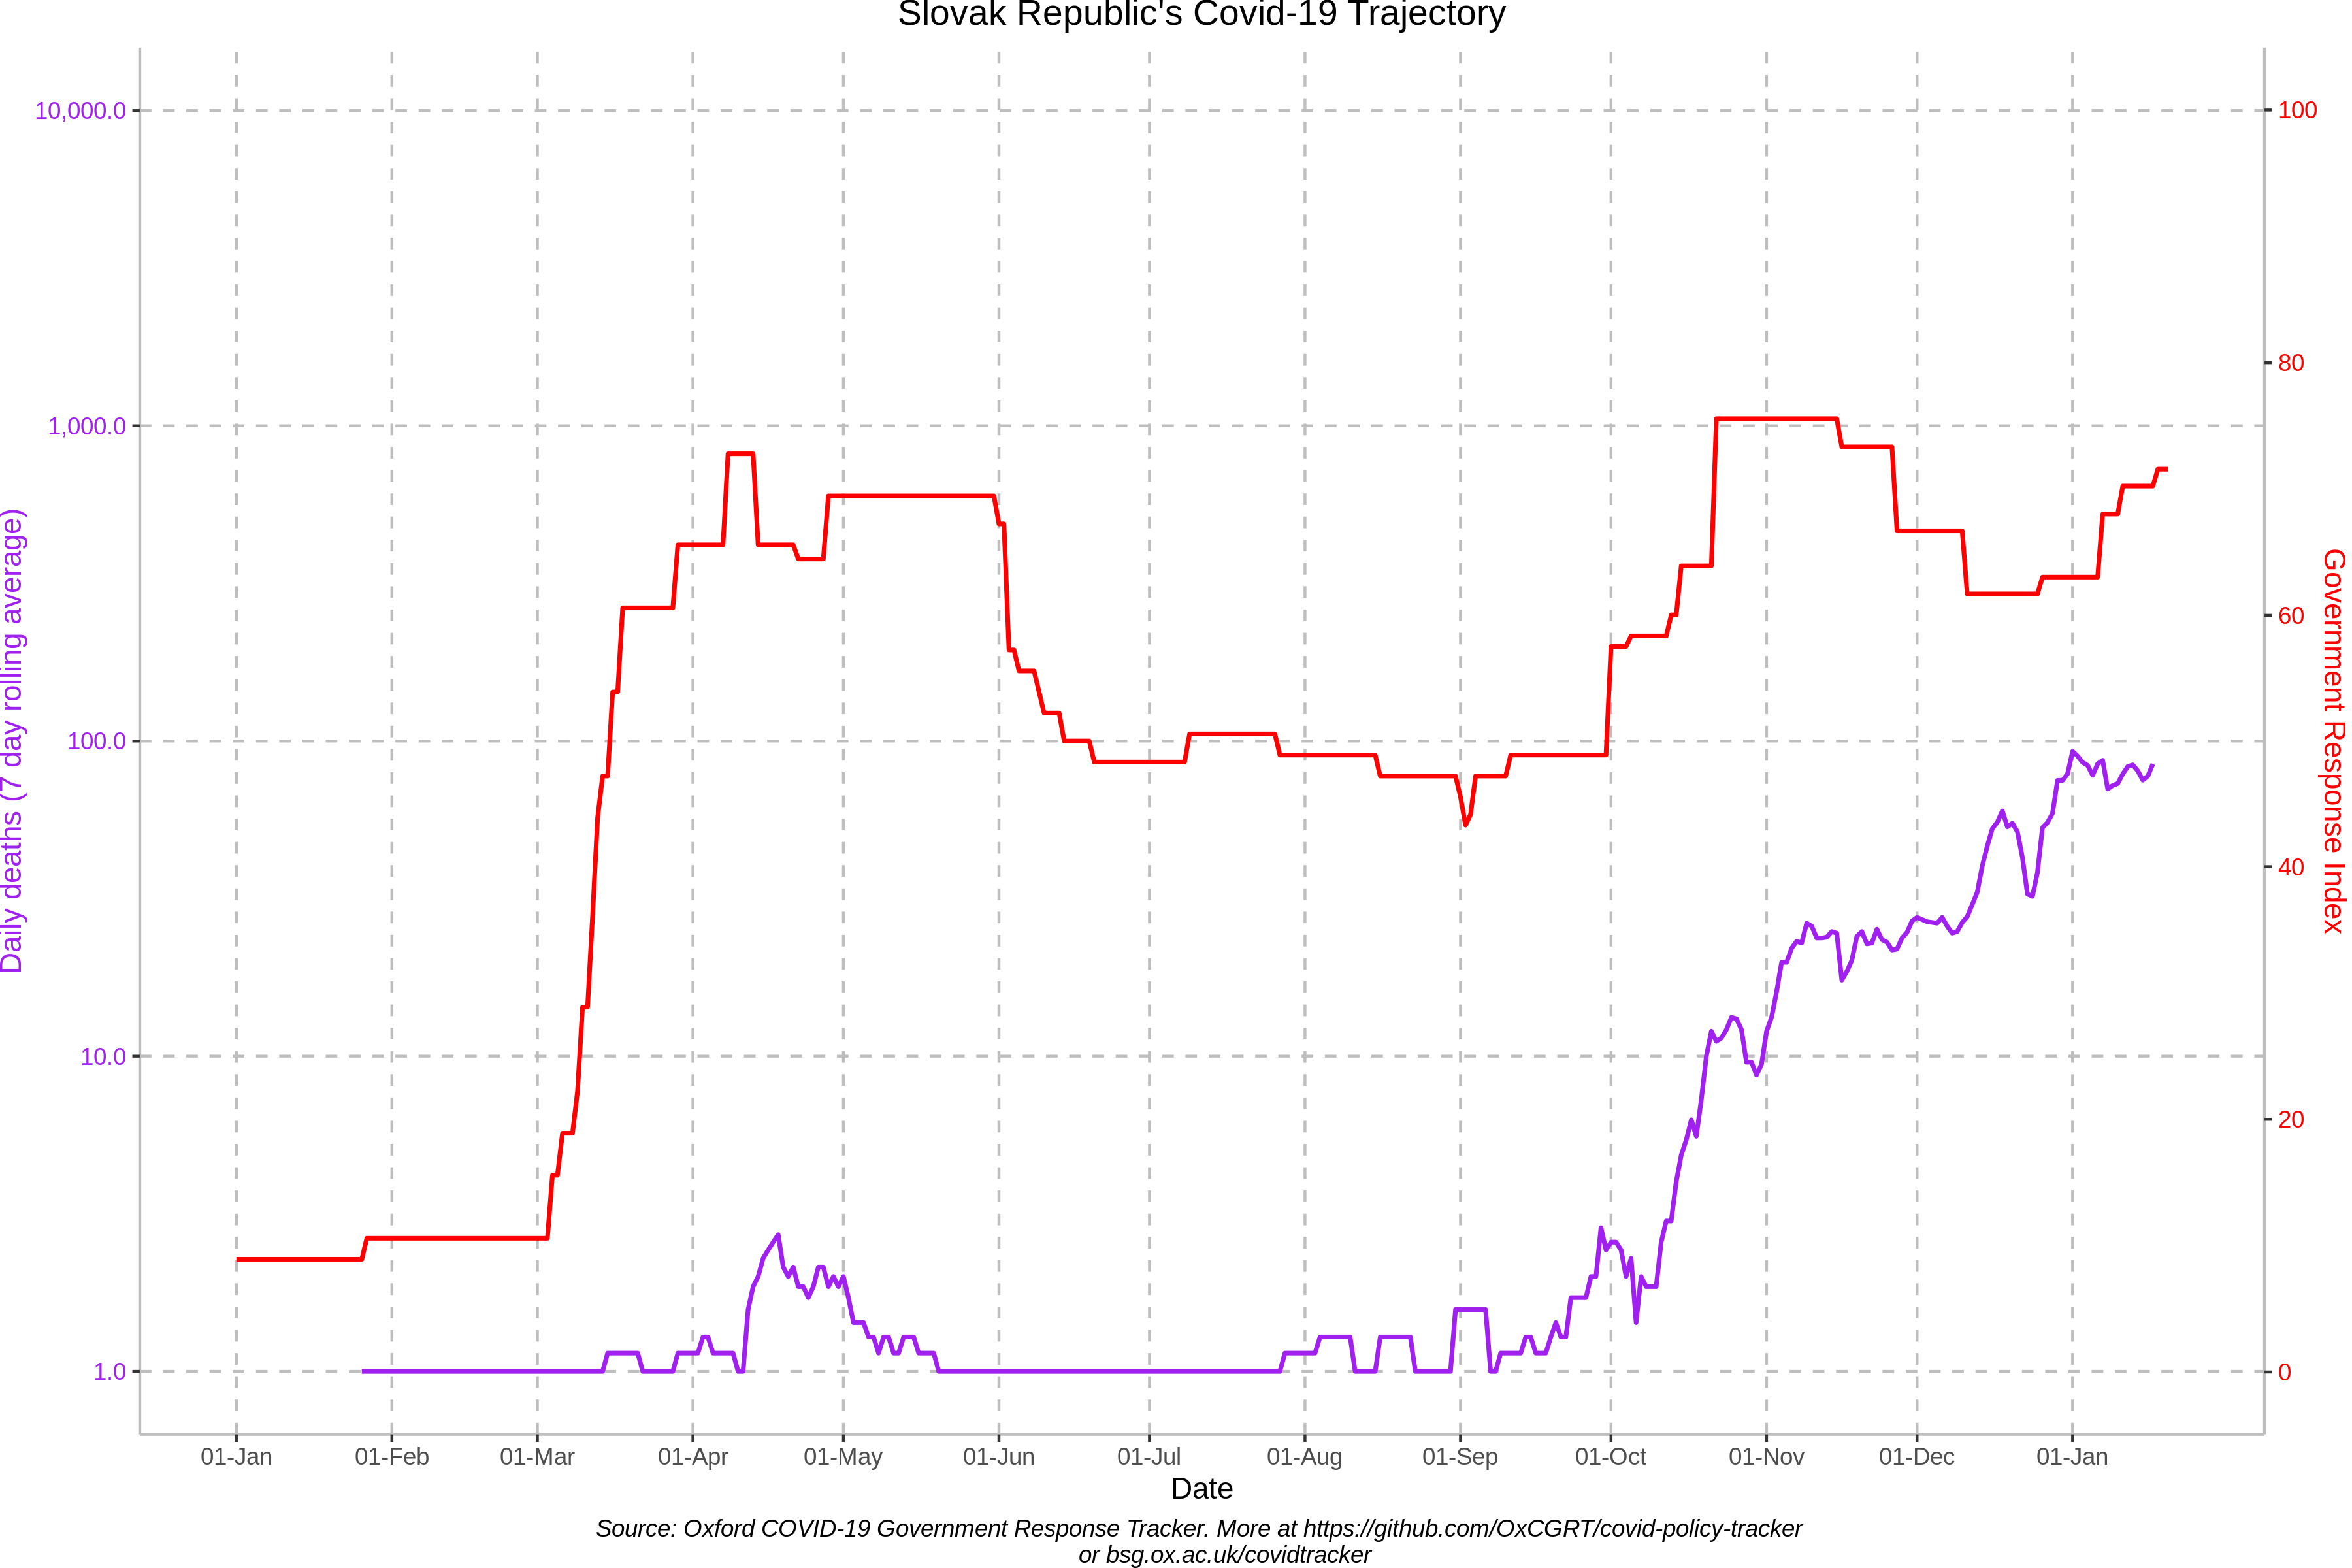 Slovak Republic's Covid-19 Trajectory
10,000.0
1,000.0
100.0
10.0
1.0
Daily deaths (7 day rolling average)
100
80
60
40
20
0
Government Response Index
01-Jan 01-Feb 01-Mar 01-Apr 01-May 01-Jun 01-Jul 01-Aug 01-Sep 01-Oct 01-Nov 01-Dec 01-Jan
Date
Source: Oxford COVID-19 Government Response Tracker. More at https://github.com/OxCGRT/covid-policy-tracker
or bsg.ox.ac.uk/covidtracker